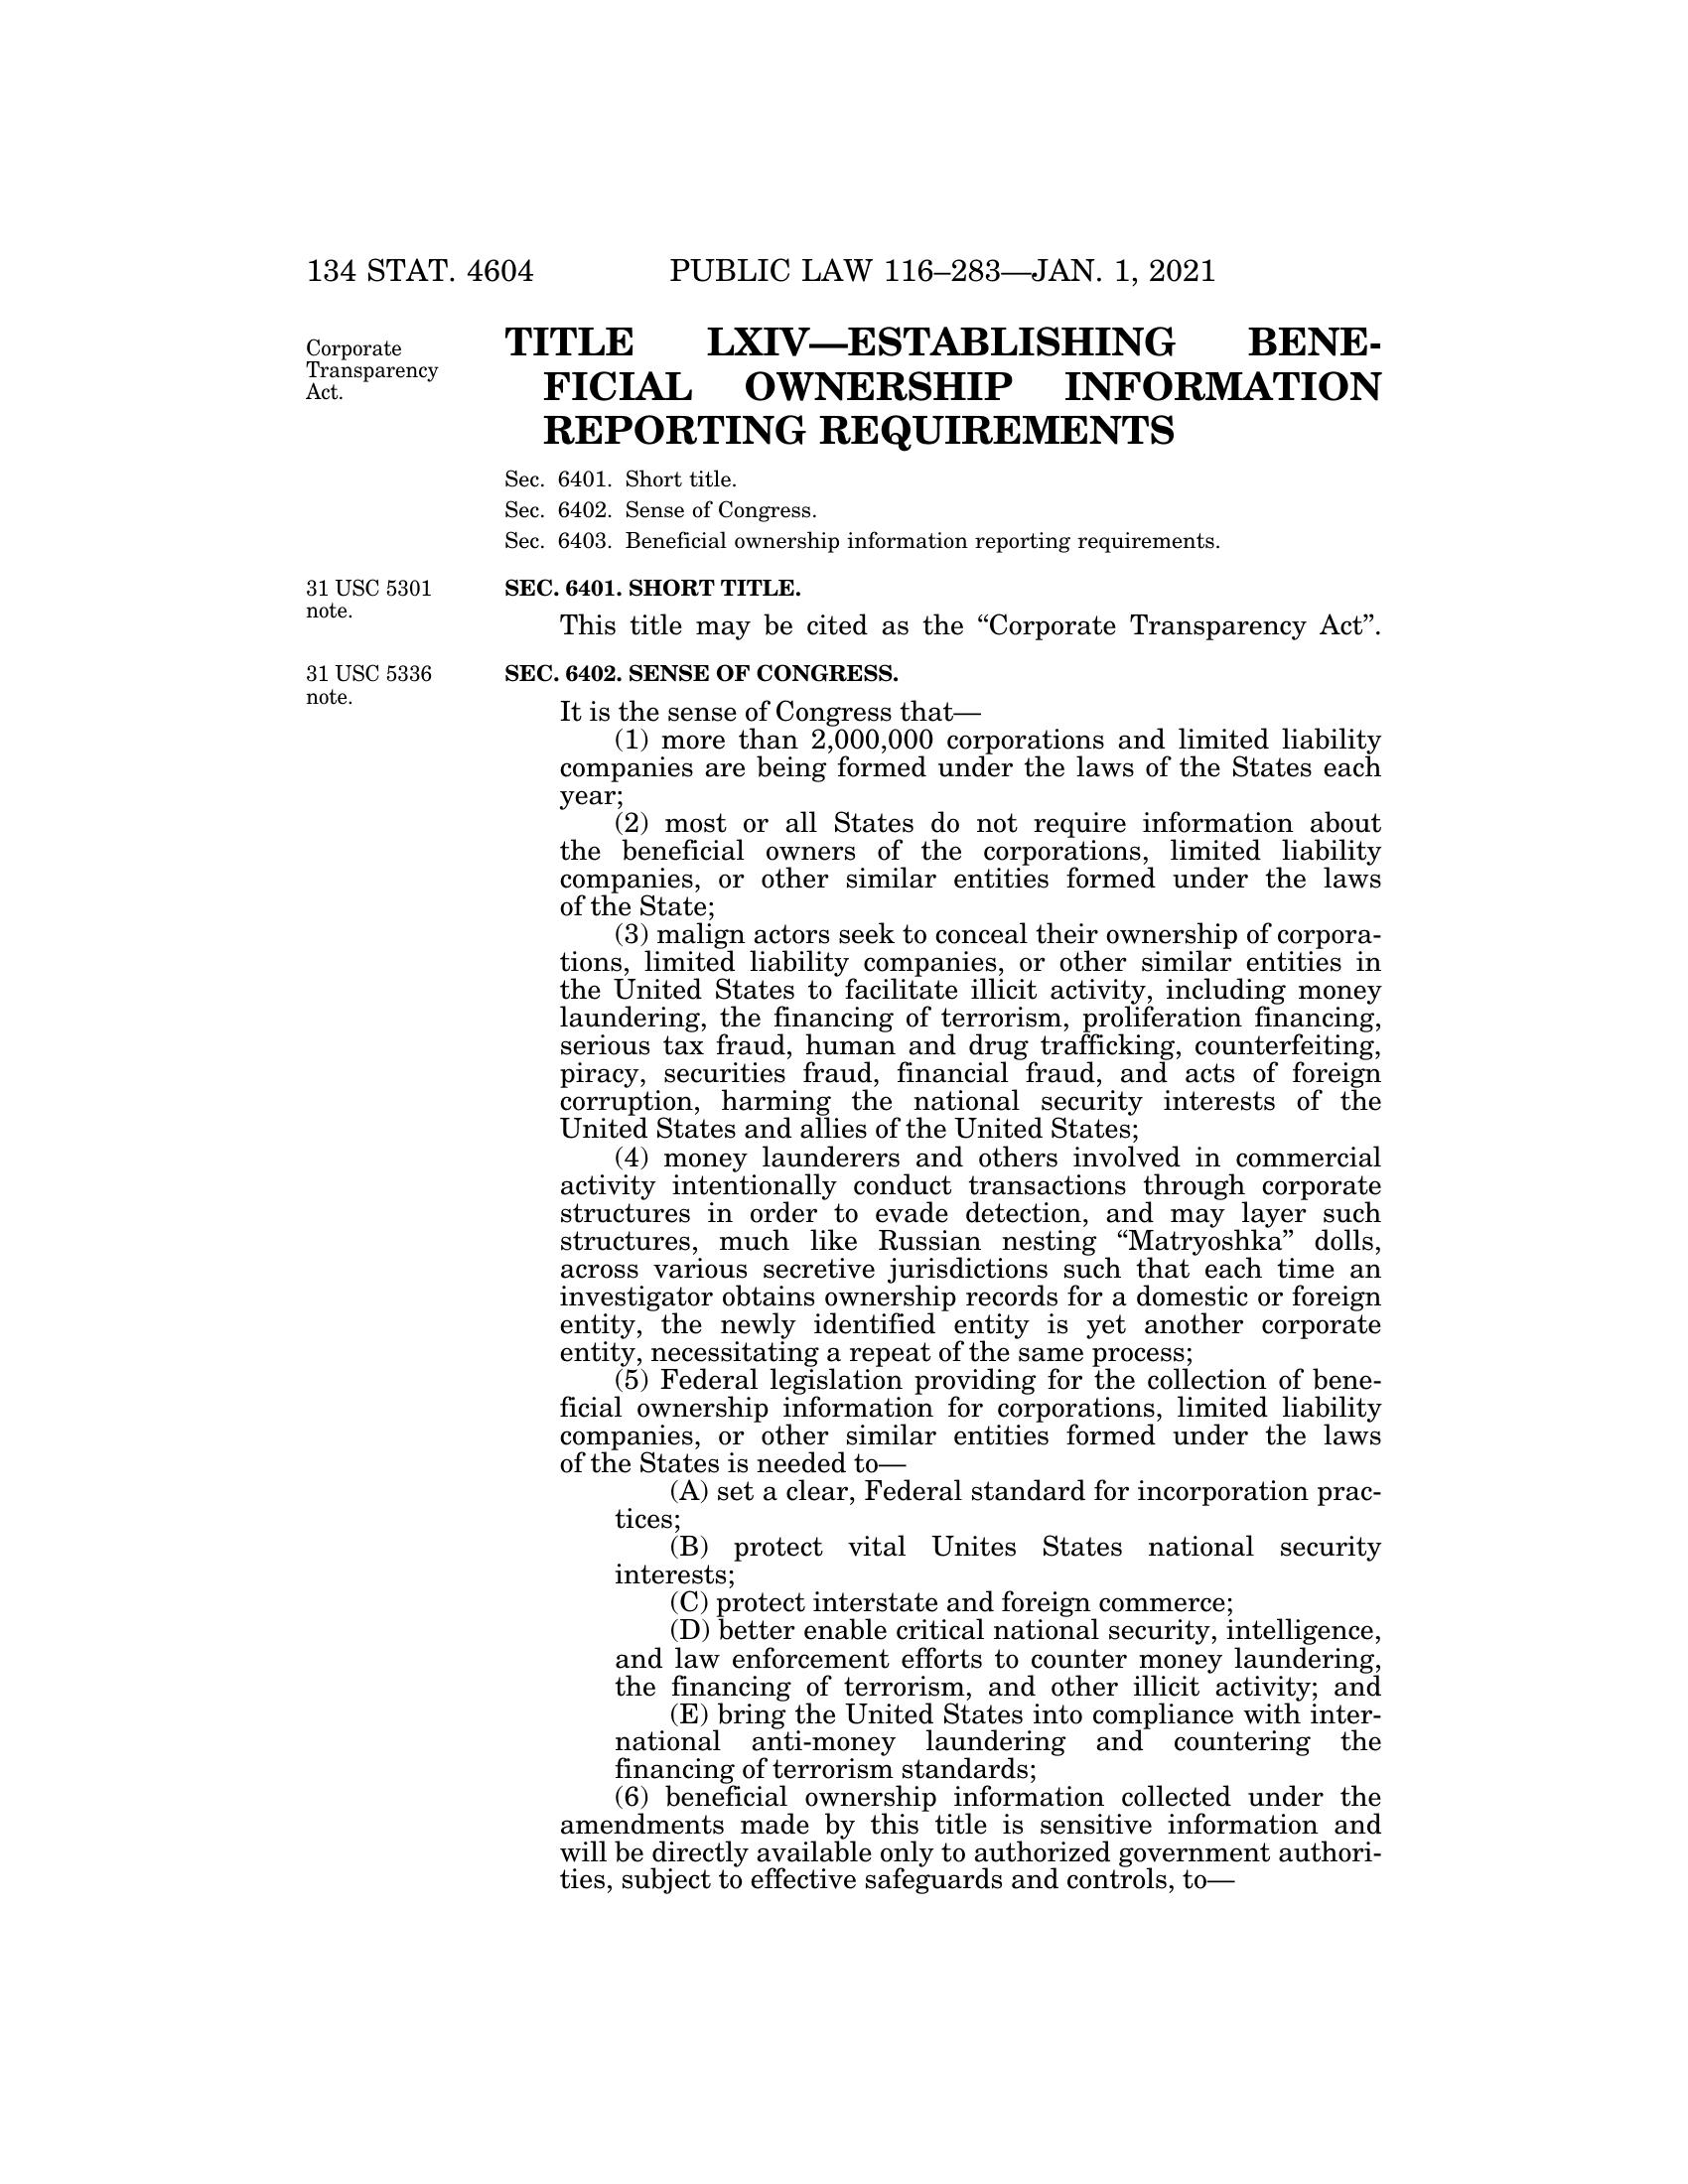 134 STAT. 4604 PUBLIC LAW 116–283—JAN. 1, 2021
Corporate
Transparency
Act.
TITLE LXIV—ESTABLISHING BENE-
FICIAL OWNERSHIP INFORMATION
REPORTING REQUIREMENTS
Sec. 6401. Short title.
Sec. 6402. Sense of Congress.
Sec. 6403. Beneficial ownership information reporting requirements.
31 USC 5301
note.
SEC. 6401. SHORT TITLE.
This title may be cited as the “Corporate Transparency Act”.
31 USC 5336
note.
SEC. 6402. SENSE OF CONGRESS.
It is the sense of Congress that—
(1) more than 2,000,000 corporations and limited liability
companies are being formed under the laws of the States each
year;
(2) most or all States do not require information about
the beneficial owners of the corporations, limited liability
companies, or other similar entities formed under the laws
of the State;
(3) malign actors seek to conceal their ownership of corpora-
tions, limited liability companies, or other similar entities in
the United States to facilitate illicit activity, including money
laundering, the financing of terrorism, proliferation financing,
serious tax fraud, human and drug trafficking, counterfeiting,
piracy, securities fraud, financial fraud, and acts of foreign
corruption, harming the national security interests of the
United States and allies of the United States;
(4) money launderers and others involved in commercial
activity intentionally conduct transactions through corporate
structures in order to evade detection, and may layer such
structures, much like Russian nesting “Matryoshka” dolls,
across various secretive jurisdictions such that each time an
investigator obtains ownership records for a domestic or foreign
entity, the newly identified entity is yet another corporate
entity, necessitating a repeat of the same process;
(5) Federal legislation providing for the collection of bene-
ficial ownership information for corporations, limited liability
companies, or other similar entities formed under the laws
of the States is needed to—
(A) set a clear, Federal standard for incorporation prac-
tices;
(B) protect vital Unites States national security
interests;
(C) protect interstate and foreign commerce;
(D) better enable critical national security, intelligence,
and law enforcement efforts to counter money laundering,
the financing of terrorism, and other illicit activity; and
(E) bring the United States into compliance with inter-
national anti-money laundering and countering the
financing of terrorism standards;
(6) beneficial ownership information collected under the
amendments made by this title is sensitive information and
will be directly available only to authorized government authori-
ties, subject to effective safeguards and controls, to—